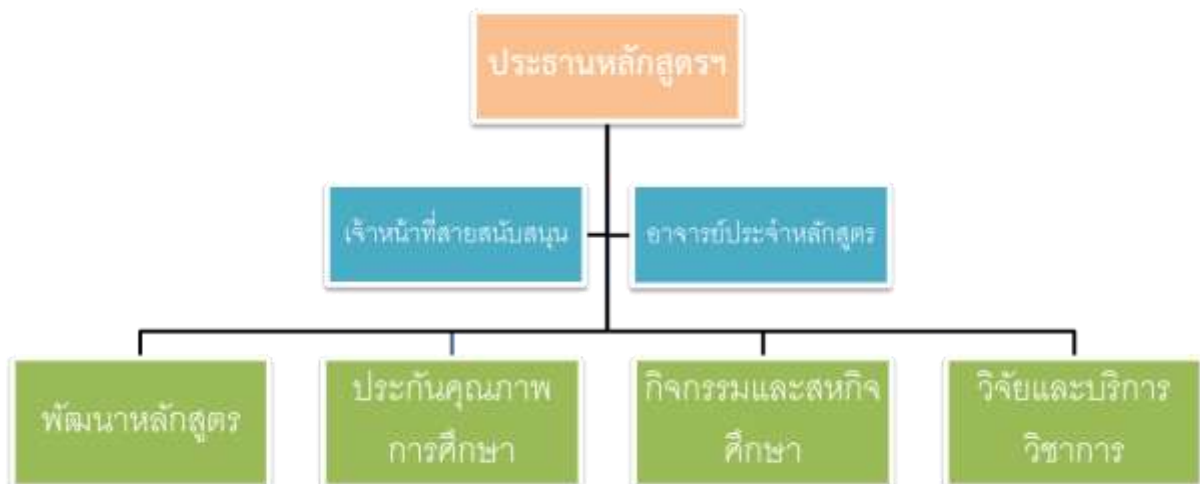 ประธานหลักสูตรฯ
เจ้าหน้าที่สายสนับสนุน
อาจารย์ประจำหลักสูตร
พัฒนาหลักสูตร
ประกันคุณภาพ
การศึกษา
กิจกรรมและสหกิจ
ศึกษา
วิจัยและบริการ
วิชาการ